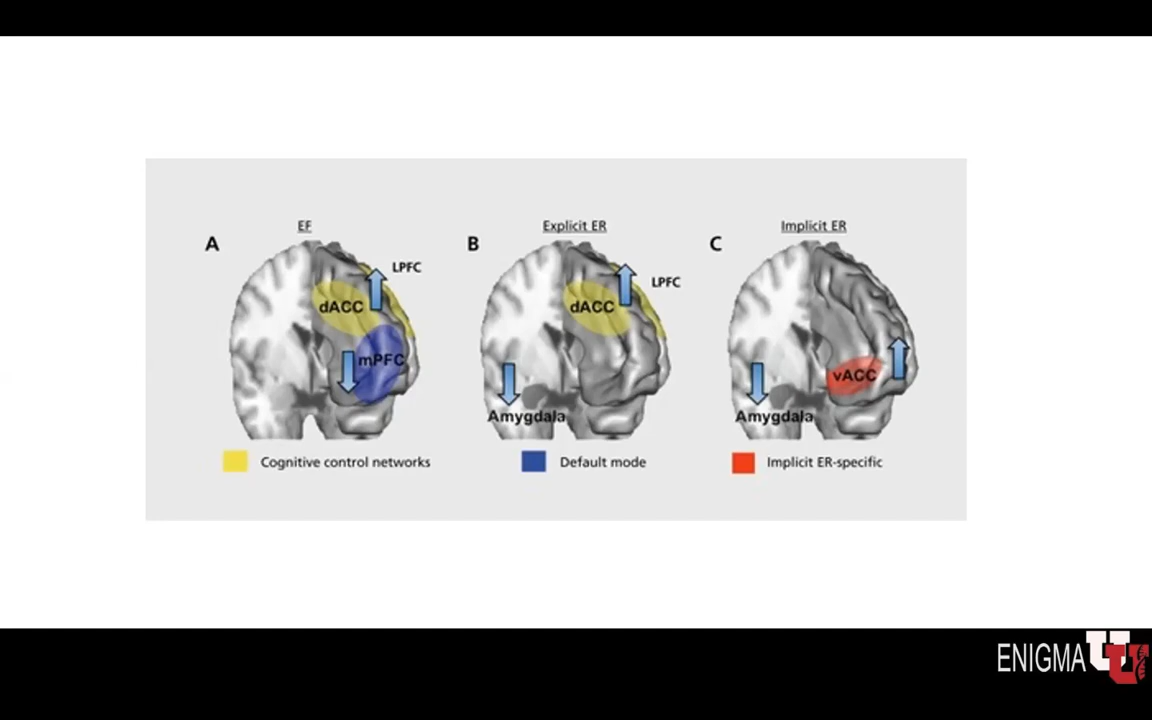 EF
Explicit ER
Implicit ER
A
B
C
LPFC
LPFC
dACC
dACC
mPFC
vACC
Amygdala
Amygdala
Cognitive control networks
Default mode
Implicit ER-specific
ENIGMA U